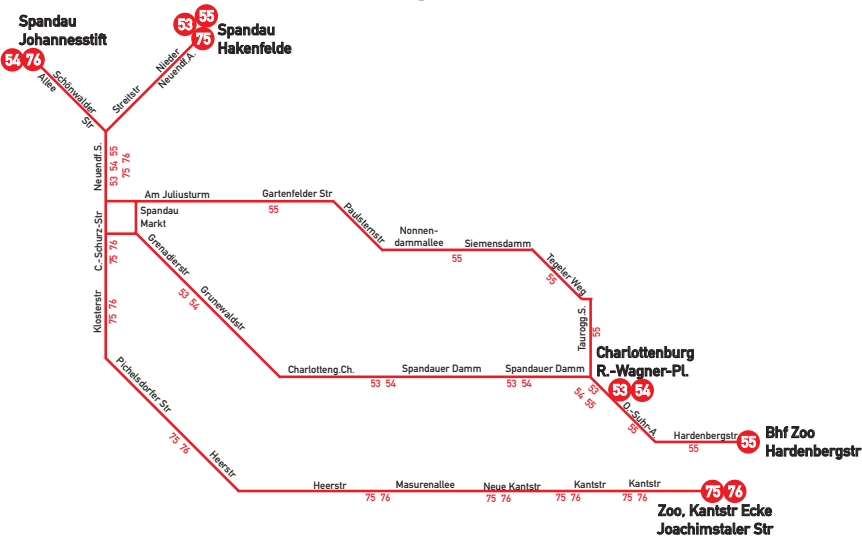 Spandau
Johannesstift
54 76
53 55
75
Spandau
Hakenfelde
Schönwalder
Allee
Str
Streitstr
Nieder
Neuendf.A.
Neuendf.S.
53 54 55
75 76
Am Juliusturm
Gartenfelder Str
55
Spandau
Markt
C.-Schurz-Str
75 76
Paulsternstr
Nonnen-
dammallee
Siemensdamm
55
Grenadierstr
53 54
Grunewaldstr
Tegeler Weg
55
Klosterstr
75 76
Taurogg.S.
55
Charlottenburg
R.-Wagner-Pl.
53 54
Pichelsdorfer Str
75 76
Charlotteng.Ch.
Spandauer Damm
Spandauer Damm
53 54
53 54
53
54 55
O.-Suhr-A.
55
Hardenbergstr
55
55
Bhf Zoo
Hardenbergstr
Heerstr
Heerstr
Masurenallee
Neue Kantstr
Kantstr
Kantstr
75 76
75 76
75 76
75 76
75 76
Zoo, Kantstr Ecke
Joachimstaler Str